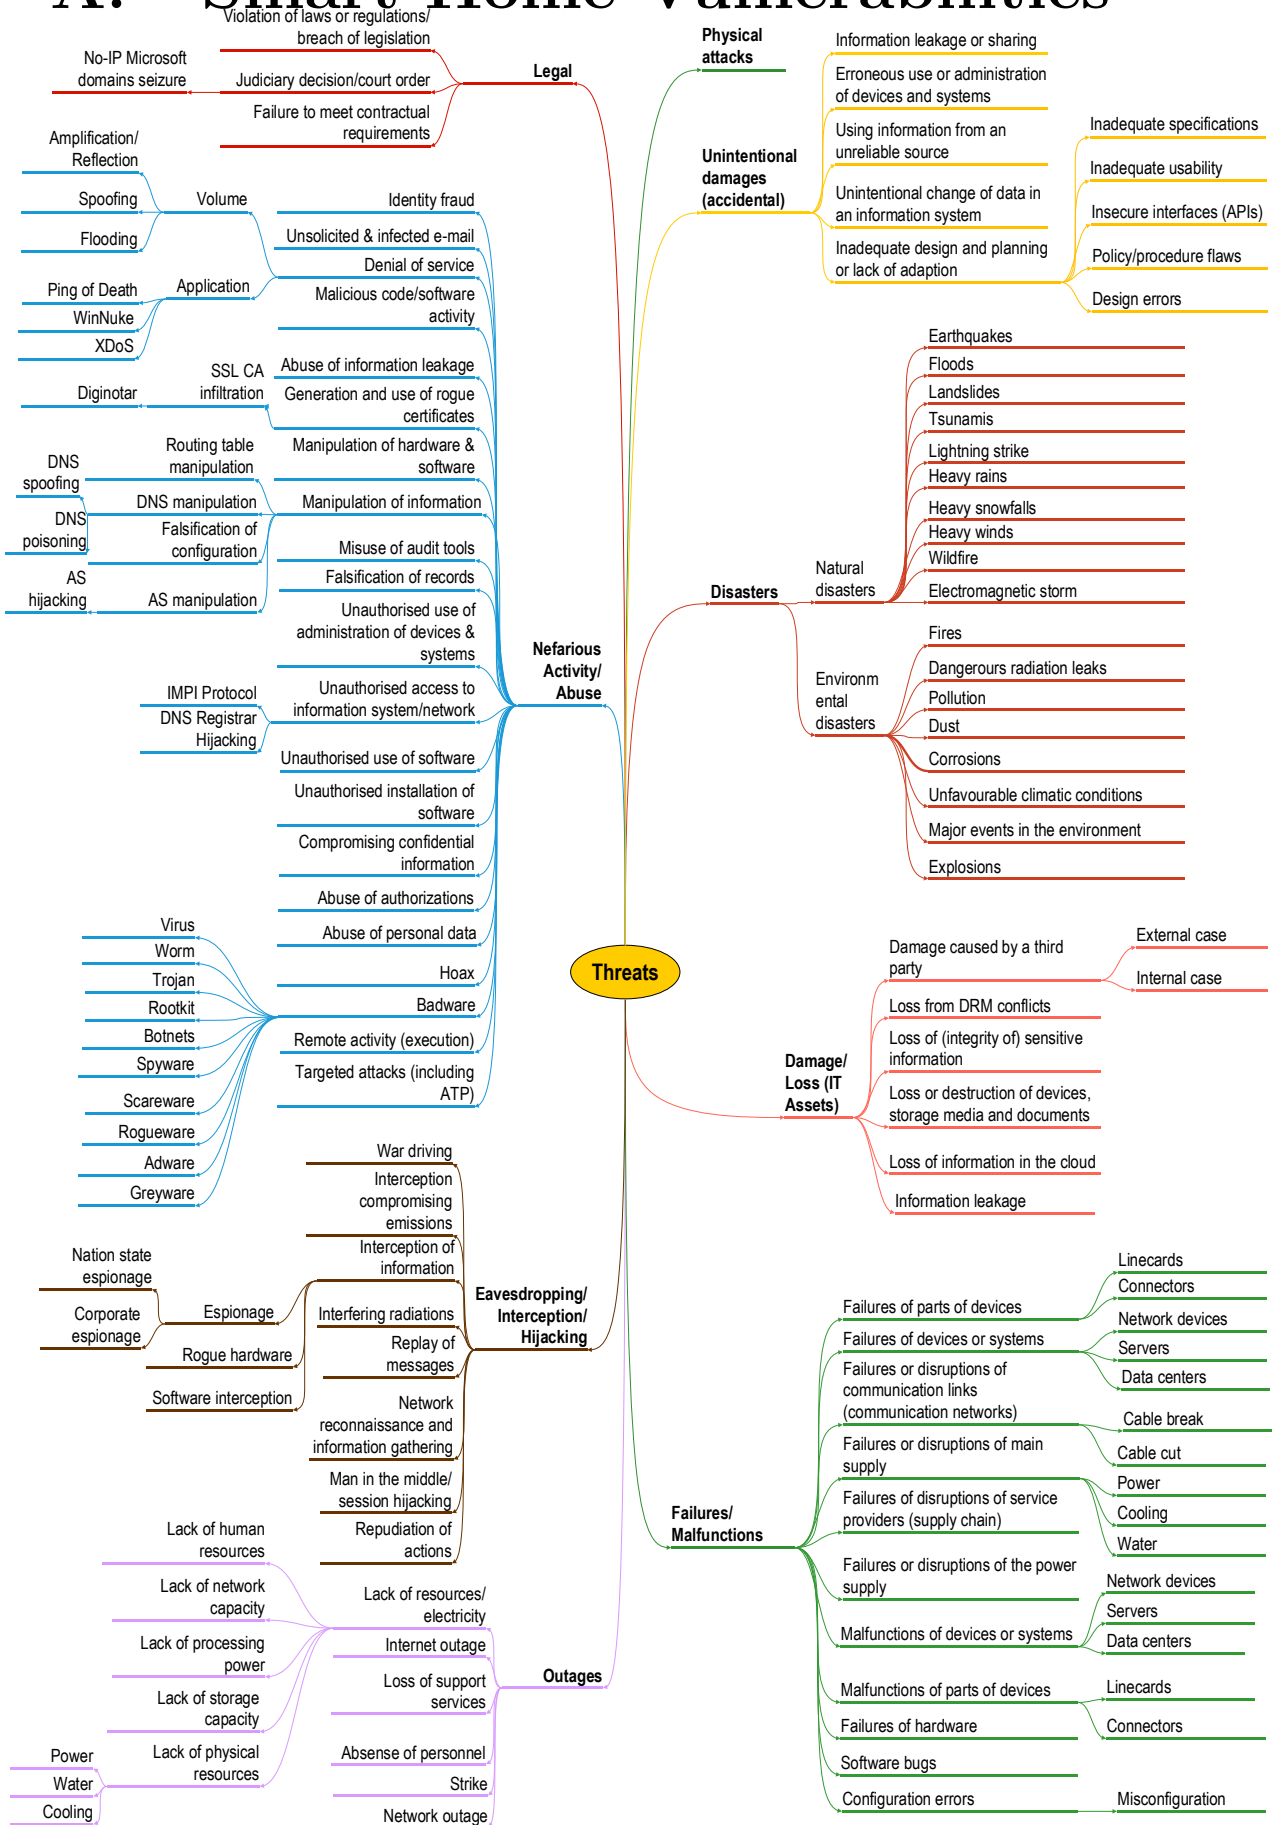 A. Smart Home Vulnerabilities
Violation of laws or regulations/
breach of legislation
No-IP Microsoft
domains seizure
Judiciary decision/court order
Failure to meet contractual
requirements
Legal
Amplification/
Reflection
Spoofing
Flooding
Volume
Ping of Death
WinNuke
XDoS
Application
Identity fraud
Unsolicited & infected e-mail
Denial of service
Malicious code/software
activity
Abuse of information leakage
SSL CA
infiltration
Diginotar
Generation and use of rogue
certificates
Manipulation of hardware &
software
Routing table
manipulation
DNS
spoofing
DNS manipulation
Manipulation of information
DNS
poisoning
Falsification of
configuration
AS
hijacking
AS manipulation
Misuse of audit tools
Falsification of records
Unauthorised use of
administration of devices &
systems
Nefarious
Activity/
Abuse
IMPI Protocol
DNS Registrar
Hijacking
Unauthorised access to
information system/network
Unauthorised use of software
Unauthorised installation of
software
Compromising confidential
information
Abuse of authorizations
Abuse of personal data
Hoax
Badware
Virus
Worm
Trojan
Rootkit
Botnets
Spyware
Scareware
Rogueware
Adware
Greyware
Remote activity (execution)
Targeted attacks (including
ATP)
War driving
Interception
compromising
emissions
Interception of
information
Nation state
espionage
Corporate
espionage
Espionage
Rogue hardware
Software interception
Interfering radiations
Replay of
messages
Network
reconnaissance and
information gathering
Man in the middle/
session hijacking
Repudiation of
actions
Eavesdropping/
Interception/
Hijacking
Lack of human
resources
Lack of network
capacity
Lack of processing
power
Lack of storage
capacity
Lack of physical
resources
Power
Water
Cooling
Lack of resources/
electricity
Internet outage
Loss of support
services
Absense of personnel
Strike
Network outage
Outages
Threats
Physical
attacks
Unintentional
damages
(accidental)
Information leakage or sharing
Erroneous use or administration
of devices and systems
Using information from an
unreliable source
Unintentional change of data in
an information system
Inadequate design and planning
or lack of adaption
Inadequate specifications
Inadequate usability
Insecure interfaces (APIs)
Policy/procedure flaws
Design errors
Disasters
Natural
disasters
Earthquakes
Floods
Landslides
Tsunamis
Lightning strike
Heavy rains
Heavy snowfalls
Heavy winds
Wildfire
Electromagnetic storm
Environm
ental
disasters
Fires
Dangerours radiation leaks
Pollution
Dust
Corrosions
Unfavourable climatic conditions
Major events in the environment
Explosions
Damage/
Loss (IT
Assets)
Damage caused by a third
party
External case
Internal case
Loss from DRM conflicts
Loss of (integrity of) sensitive
information
Loss or destruction of devices,
storage media and documents
Loss of information in the cloud
Information leakage
Failures/
Malfunctions
Failures of parts of devices
Linecards
Connectors
Failures of devices or systems
Network devices
Servers
Data centers
Failures or disruptions of
communication links
(communication networks)
Cable break
Cable cut
Failures or disruptions of main
supply
Power
Cooling
Water
Failures of disruptions of service
providers (supply chain)
Failures or disruptions of the power
supply
Malfunctions of devices or systems
Network devices
Servers
Data centers
Malfunctions of parts of devices
Linecards
Connectors
Failures of hardware
Software bugs
Configuration errors
Misconfiguration